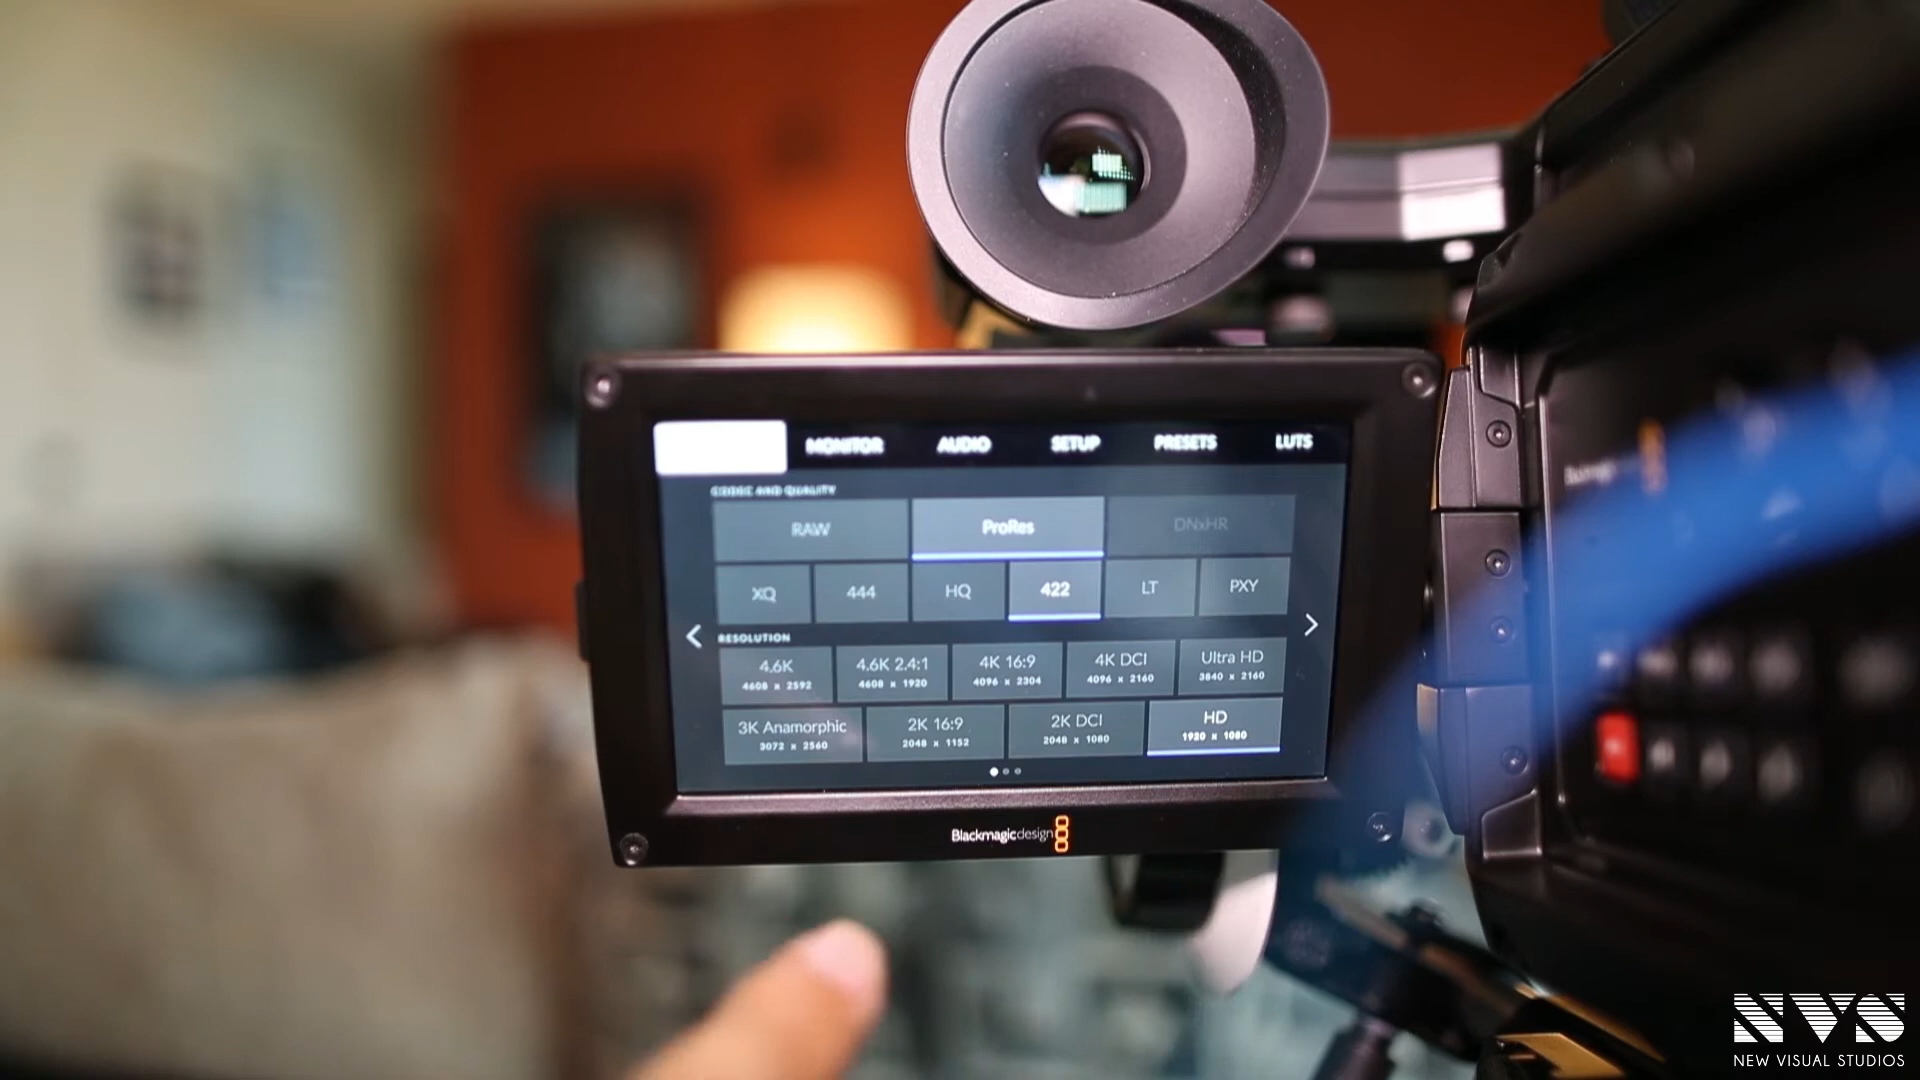 MONITOR AUDIO SETUP PRESETS LUTS
CODEC AND QUALITY
RAW ProRes DNxHR
XQ 444 HQ 422 LT PXY
RESOLUTION
4.6K 4.6K 2.4:1 4K 16:9 4K DCI Ultra HD
4608 x 2592 4608 x 1920 4096 x 2304 4096 x 2160 3840 x 2160
3K Anamorphic 2K 16:9 2K DCI HD
3072 x 2560 2048 x 1152 2048 x 1080 1920 x 1080
Blackmagicdesign
NVS
NEW VISUAL STUDIOS